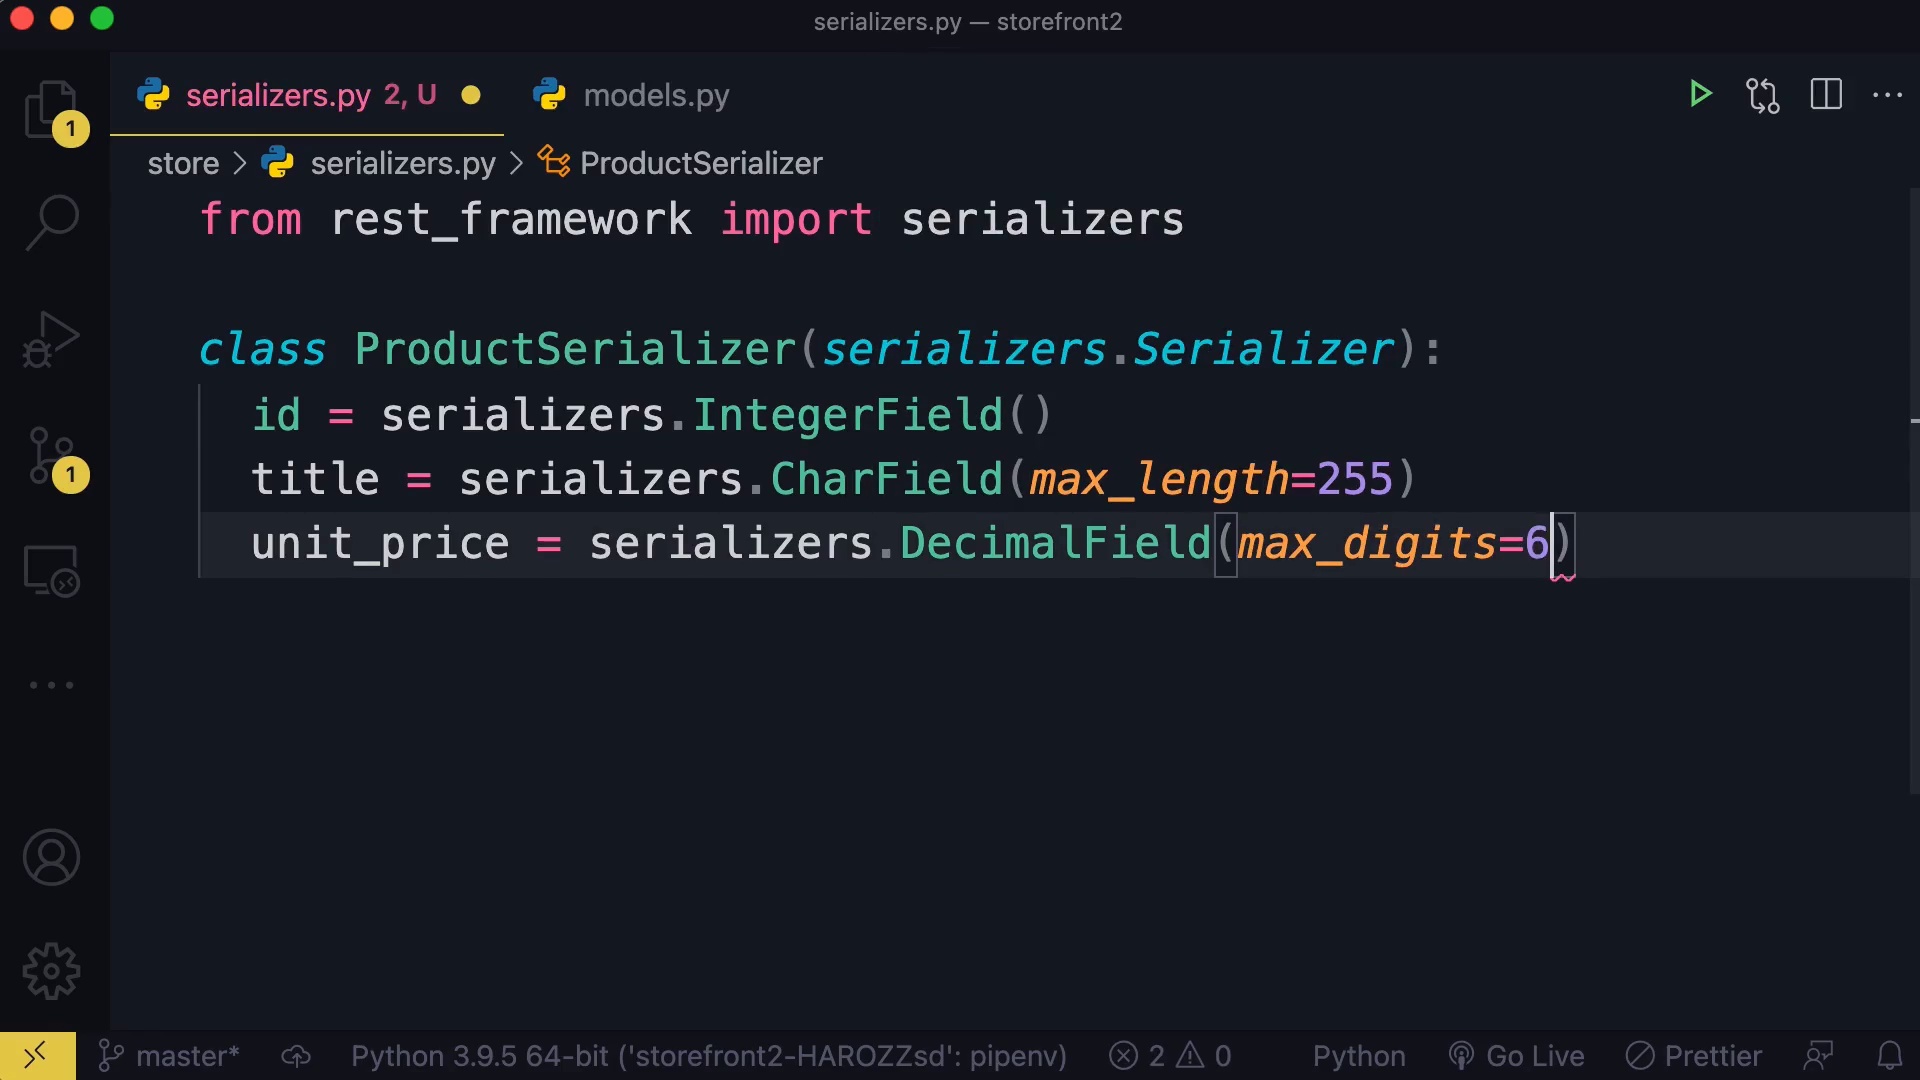 serializers.py — storefront2
serializers.py 2, U models.py
store > serializers.py > ProductSerializer
from rest_framework import serializers
class ProductSerializer(serializers.Serializer):
id = serializers.IntegerField()
title = serializers.CharField(max_length=255)
unit_price = serializers.DecimalField(max_digits=6)
1
1
master* Python 3.9.5 64-bit ('storefront2-HAROZZsd': pipenv) 2 0 Python Go Live Prettier